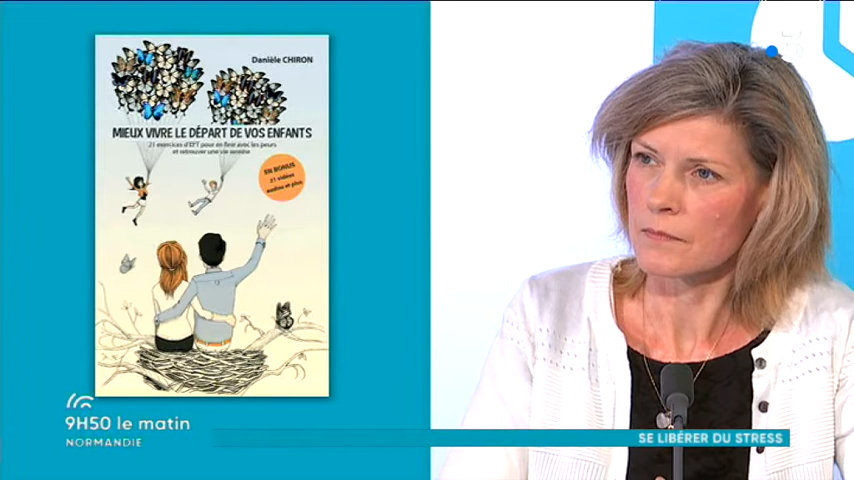 Danièle CHIRON
MIEUX VIVRE LE DÉPART DE VOS ENFANTS
21 exercices d'EFT pour en finir avec les peurs
et retrouver une vie sereine
EN BONUS
21 vidéos
audios et plus
9H50 le matin
NORMANDIE
SE LIBÉRER DU STRESS